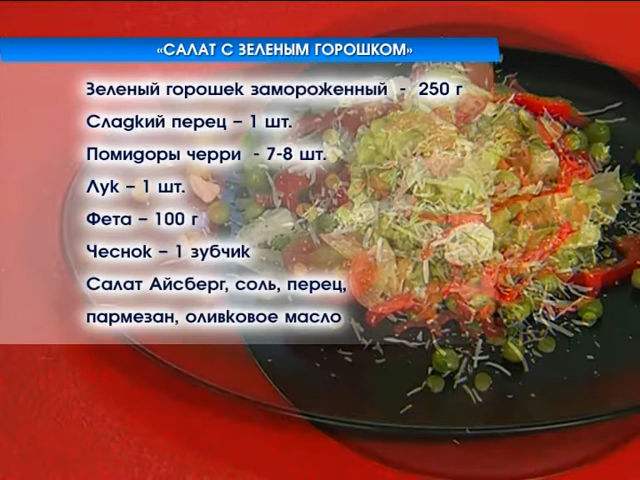 «САЛАТ С ЗЕЛЕНЫМ ГОРОШКОМ»
Зеленый горошек замороженный - 250 г
Сладкий перец – 1 шт.
Помидоры черри - 7-8 шт.
Лук – 1 шт.
Фета – 100 г
Чеснок – 1 зубчик
Салат Айсберг, соль, перец,
пармезан, оливковое масло